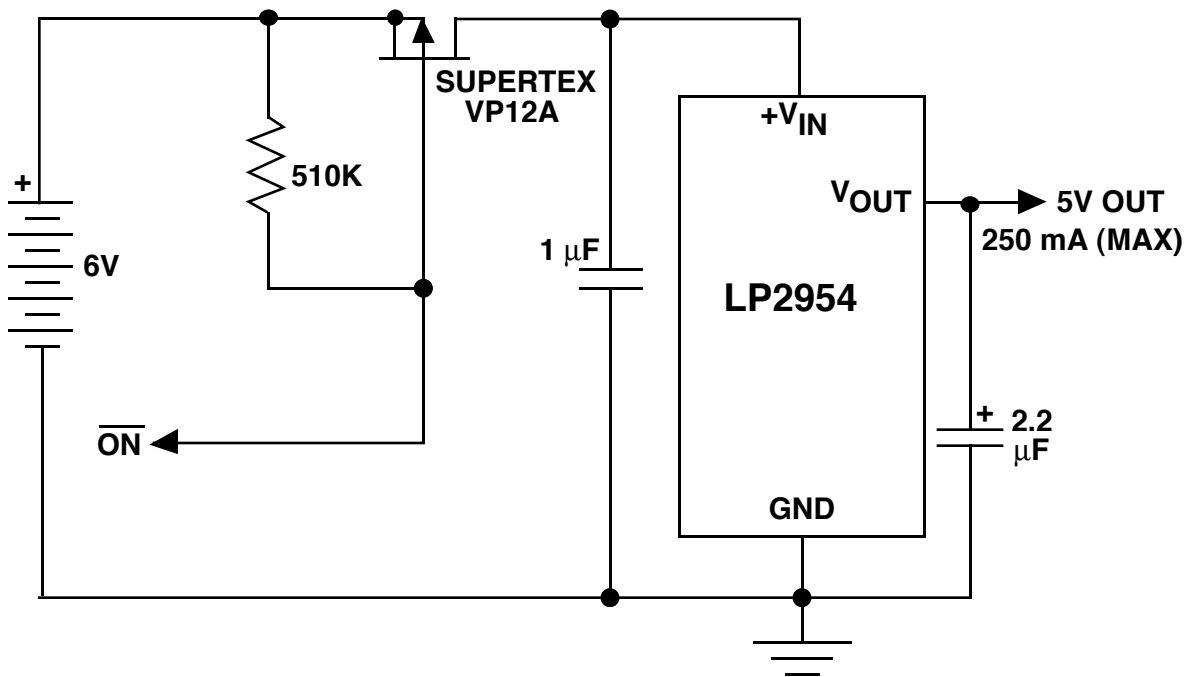 SUPERTEX
VP12A
+VIN
510K
+
VOUT
5V OUT
250 mA (MAX)
1 μF
6V
LP2954
+ 2.2
μF
ON
GND